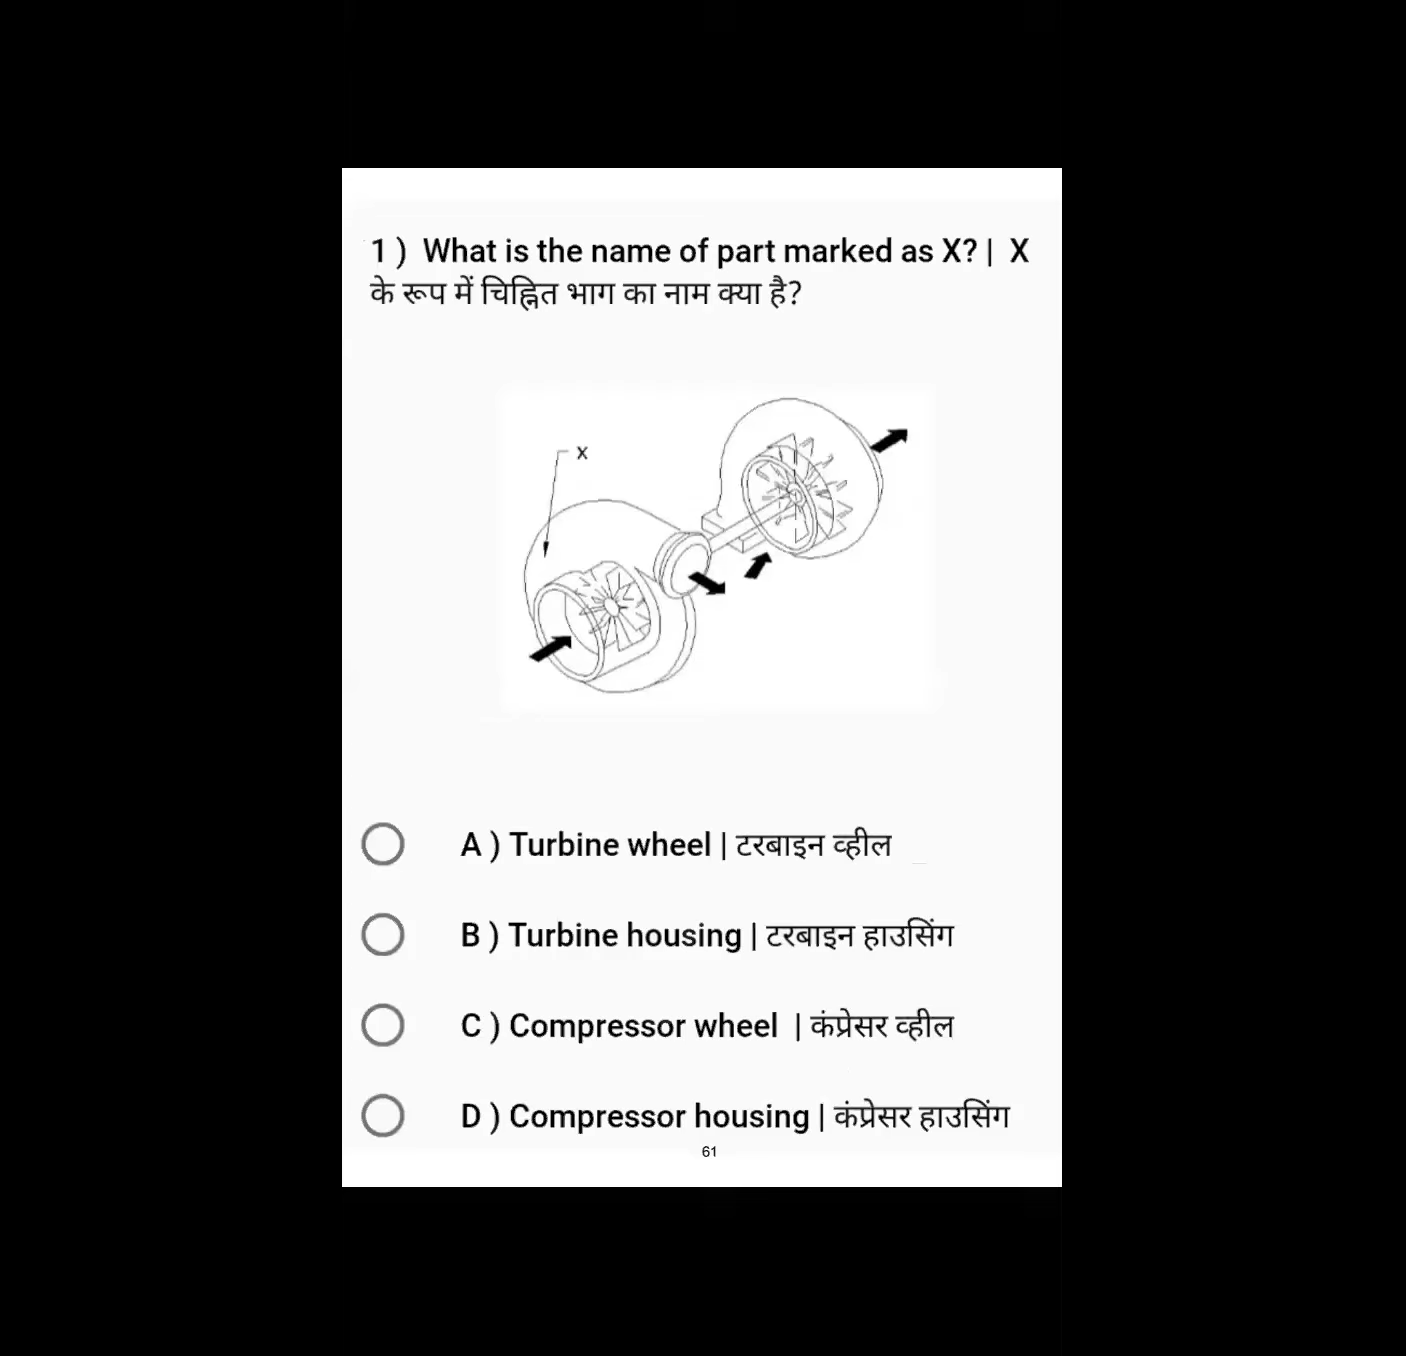 1 ) What is the name of part marked as X? | X
के रूप में चिह्नित भाग का नाम क्या है?
X
A ) Turbine wheel | टरबाइन व्हील
B ) Turbine housing | टरबाइन हाउसिंग
C ) Compressor wheel | कंप्रेसर व्हील
D ) Compressor housing | कंप्रेसर हाउसिंग
61